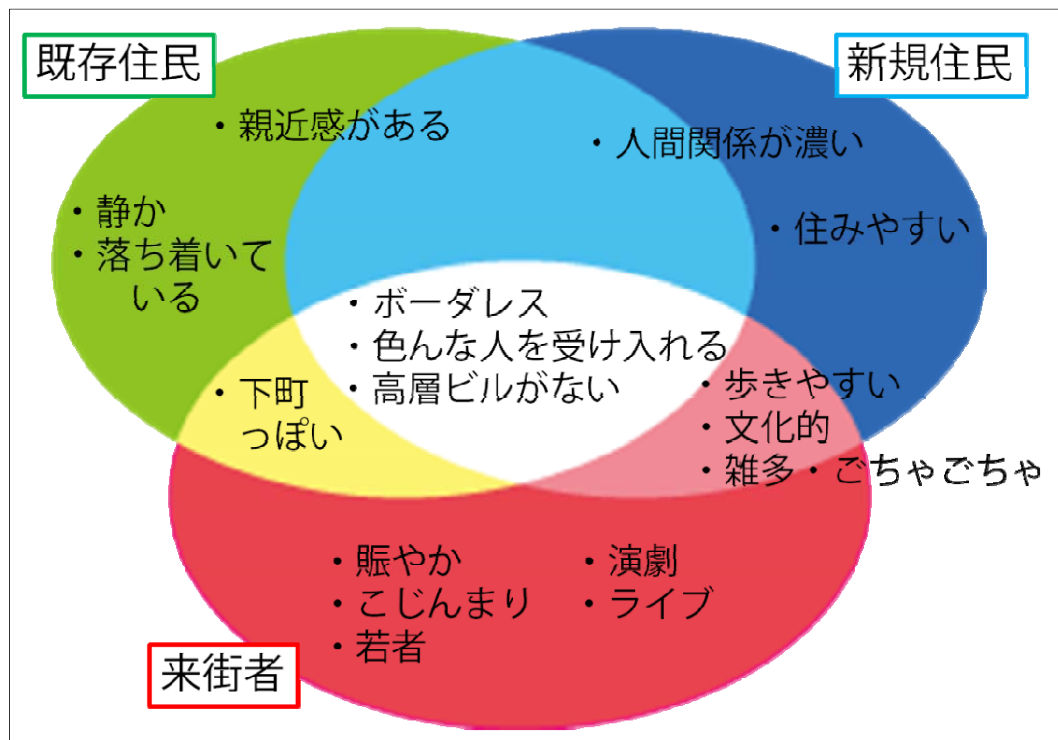 既存住民
新規住民
・親近感がある
・人間関係が濃い
・静か
・落ち着いて
いる
・住みやすい
・ボーダレス
・色んな人を受け入れる
・高層ビルがない
・下町
っぽい
・歩きやすい
・文化的
・雑多・ごちゃごちゃ
・賑やか
・こじんまり
・若者
・演劇
・ライブ
来街者